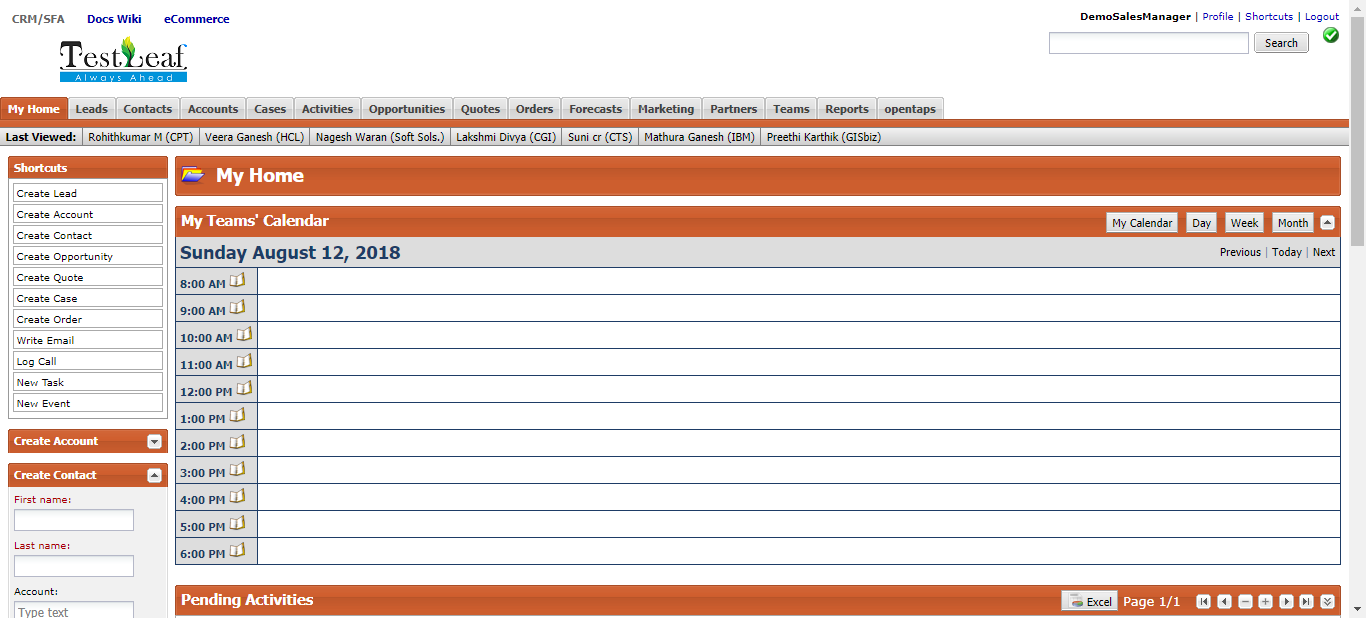 CRM/SFA Docs Wiki eCommerce
DemoSalesManager | Profile | Shortcuts | Logout
Search
TestLeaf
Always Ahead
My Home Leads Contacts Accounts Cases Activities Opportunities Quotes Orders Forecasts Marketing Partners Teams Reports opentaps
Last Viewed: Rohithkumar M (CPT) Veera Ganesh (HCL) Nagesh Waran (Soft Sols.) Lakshmi Divya (CGI) Suni cr (CTS) Mathura Ganesh (IBM) Preethi Karthik (GISbiz)
Shortcuts
Create Lead
Create Account
Create Contact
Create Opportunity
Create Quote
Create Case
Create Order
Write Email
Log Call
New Task
New Event
Create Account
Create Contact
First name:
Last name:
Account:
Type text
My Home
My Teams' Calendar My Calendar Day Week Month
Sunday August 12, 2018 Previous | Today | Next
8:00 AM
9:00 AM
10:00 AM
11:00 AM
12:00 PM
1:00 PM
2:00 PM
3:00 PM
4:00 PM
5:00 PM
6:00 PM
Pending Activities Excel Page 1/1